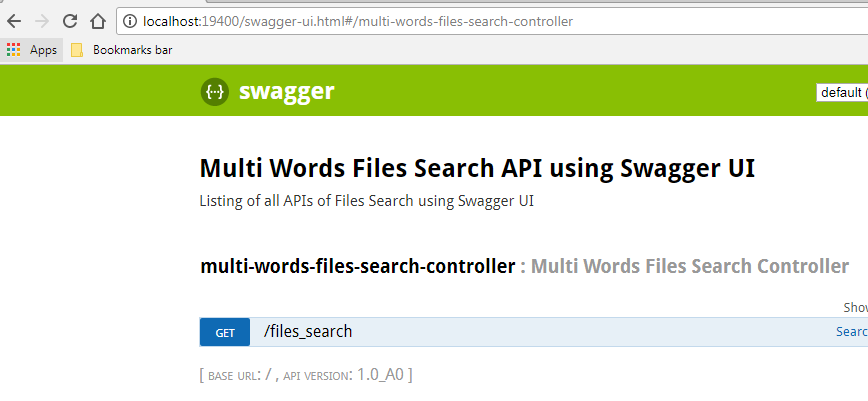 localhost:19400/swagger-ui.html#/multi-words-files-search-controller
Apps Bookmarks bar
{··} swagger
default (
Multi Words Files Search API using Swagger UI
Listing of all APIs of Files Search using Swagger UI
multi-words-files-search-controller : Multi Words Files Search Controller
Show
GET /files_search Searc
[ BASE URL: / , API VERSION: 1.0_A0 ]